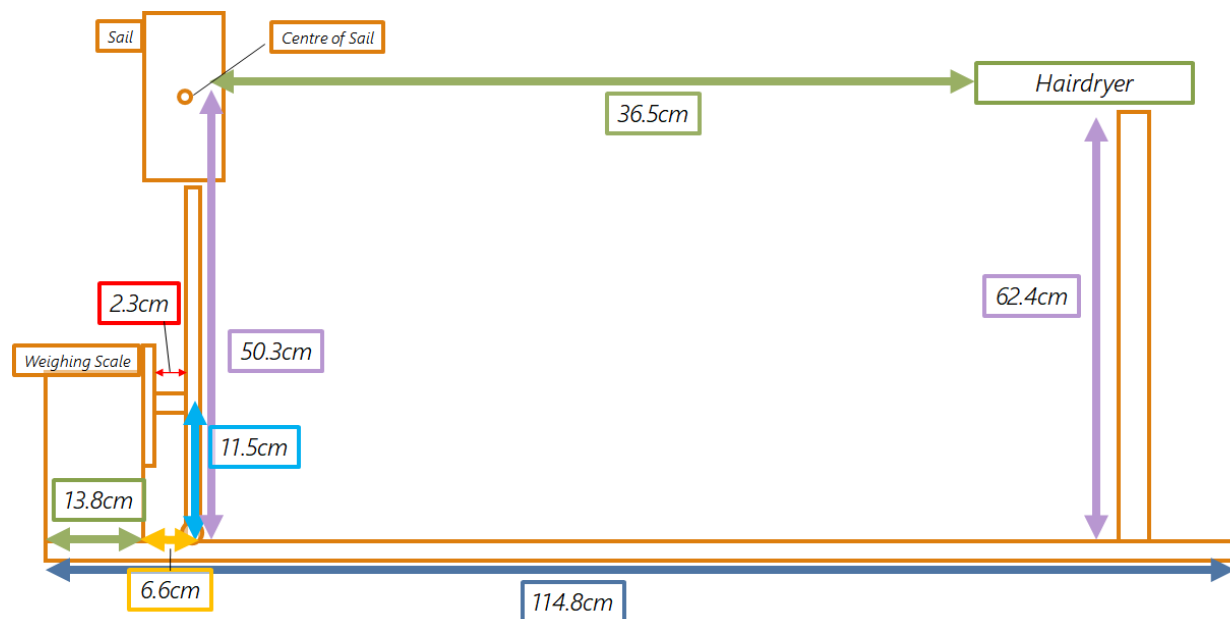 Sail
Centre of Sail
Hairdryer
36.5cm
2.3cm
62.4cm
50.3cm
Weighing Scale
11.5cm
13.8cm
6.6cm
114.8cm